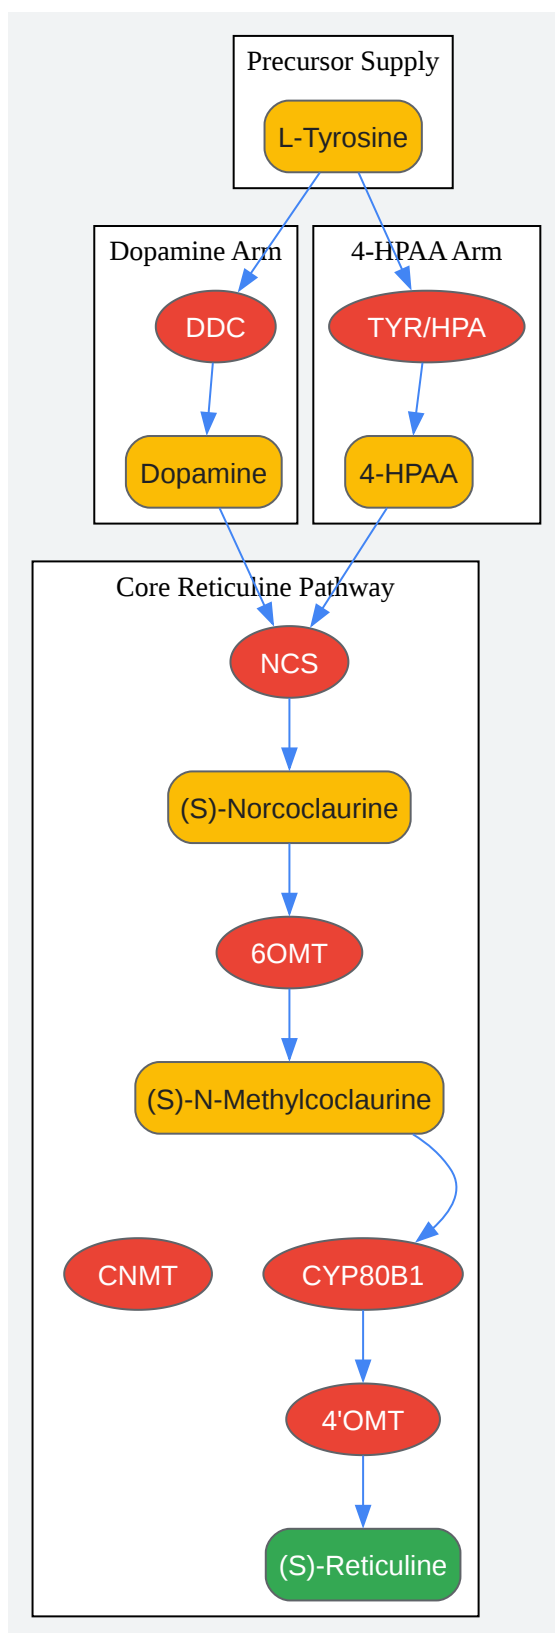 Precursor Supply
L-Tyrosine
Dopamine Arm
4-HPAA Arm
DDC
TYR/HPA
Dopamine
4-HPAA
Core Reticuline Pathway
NCS
(S)-Norcoclaurine
6OMT
(S)-N-Methylcoclaurine
CNMT
CYP80B1
4'OMT
(S)-Reticuline